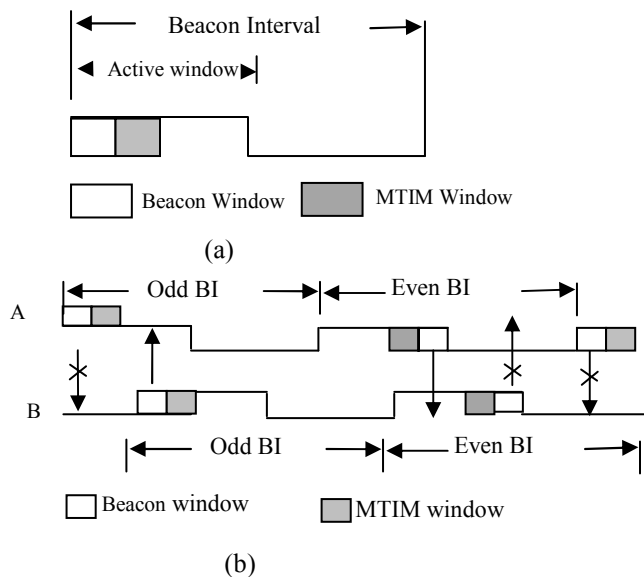 Beacon Interval
Active window
Beacon Window
MTIM Window
(a)
Odd BI
Even BI
A
B
Odd BI
Even BI
Beacon window
MTIM window
(b)